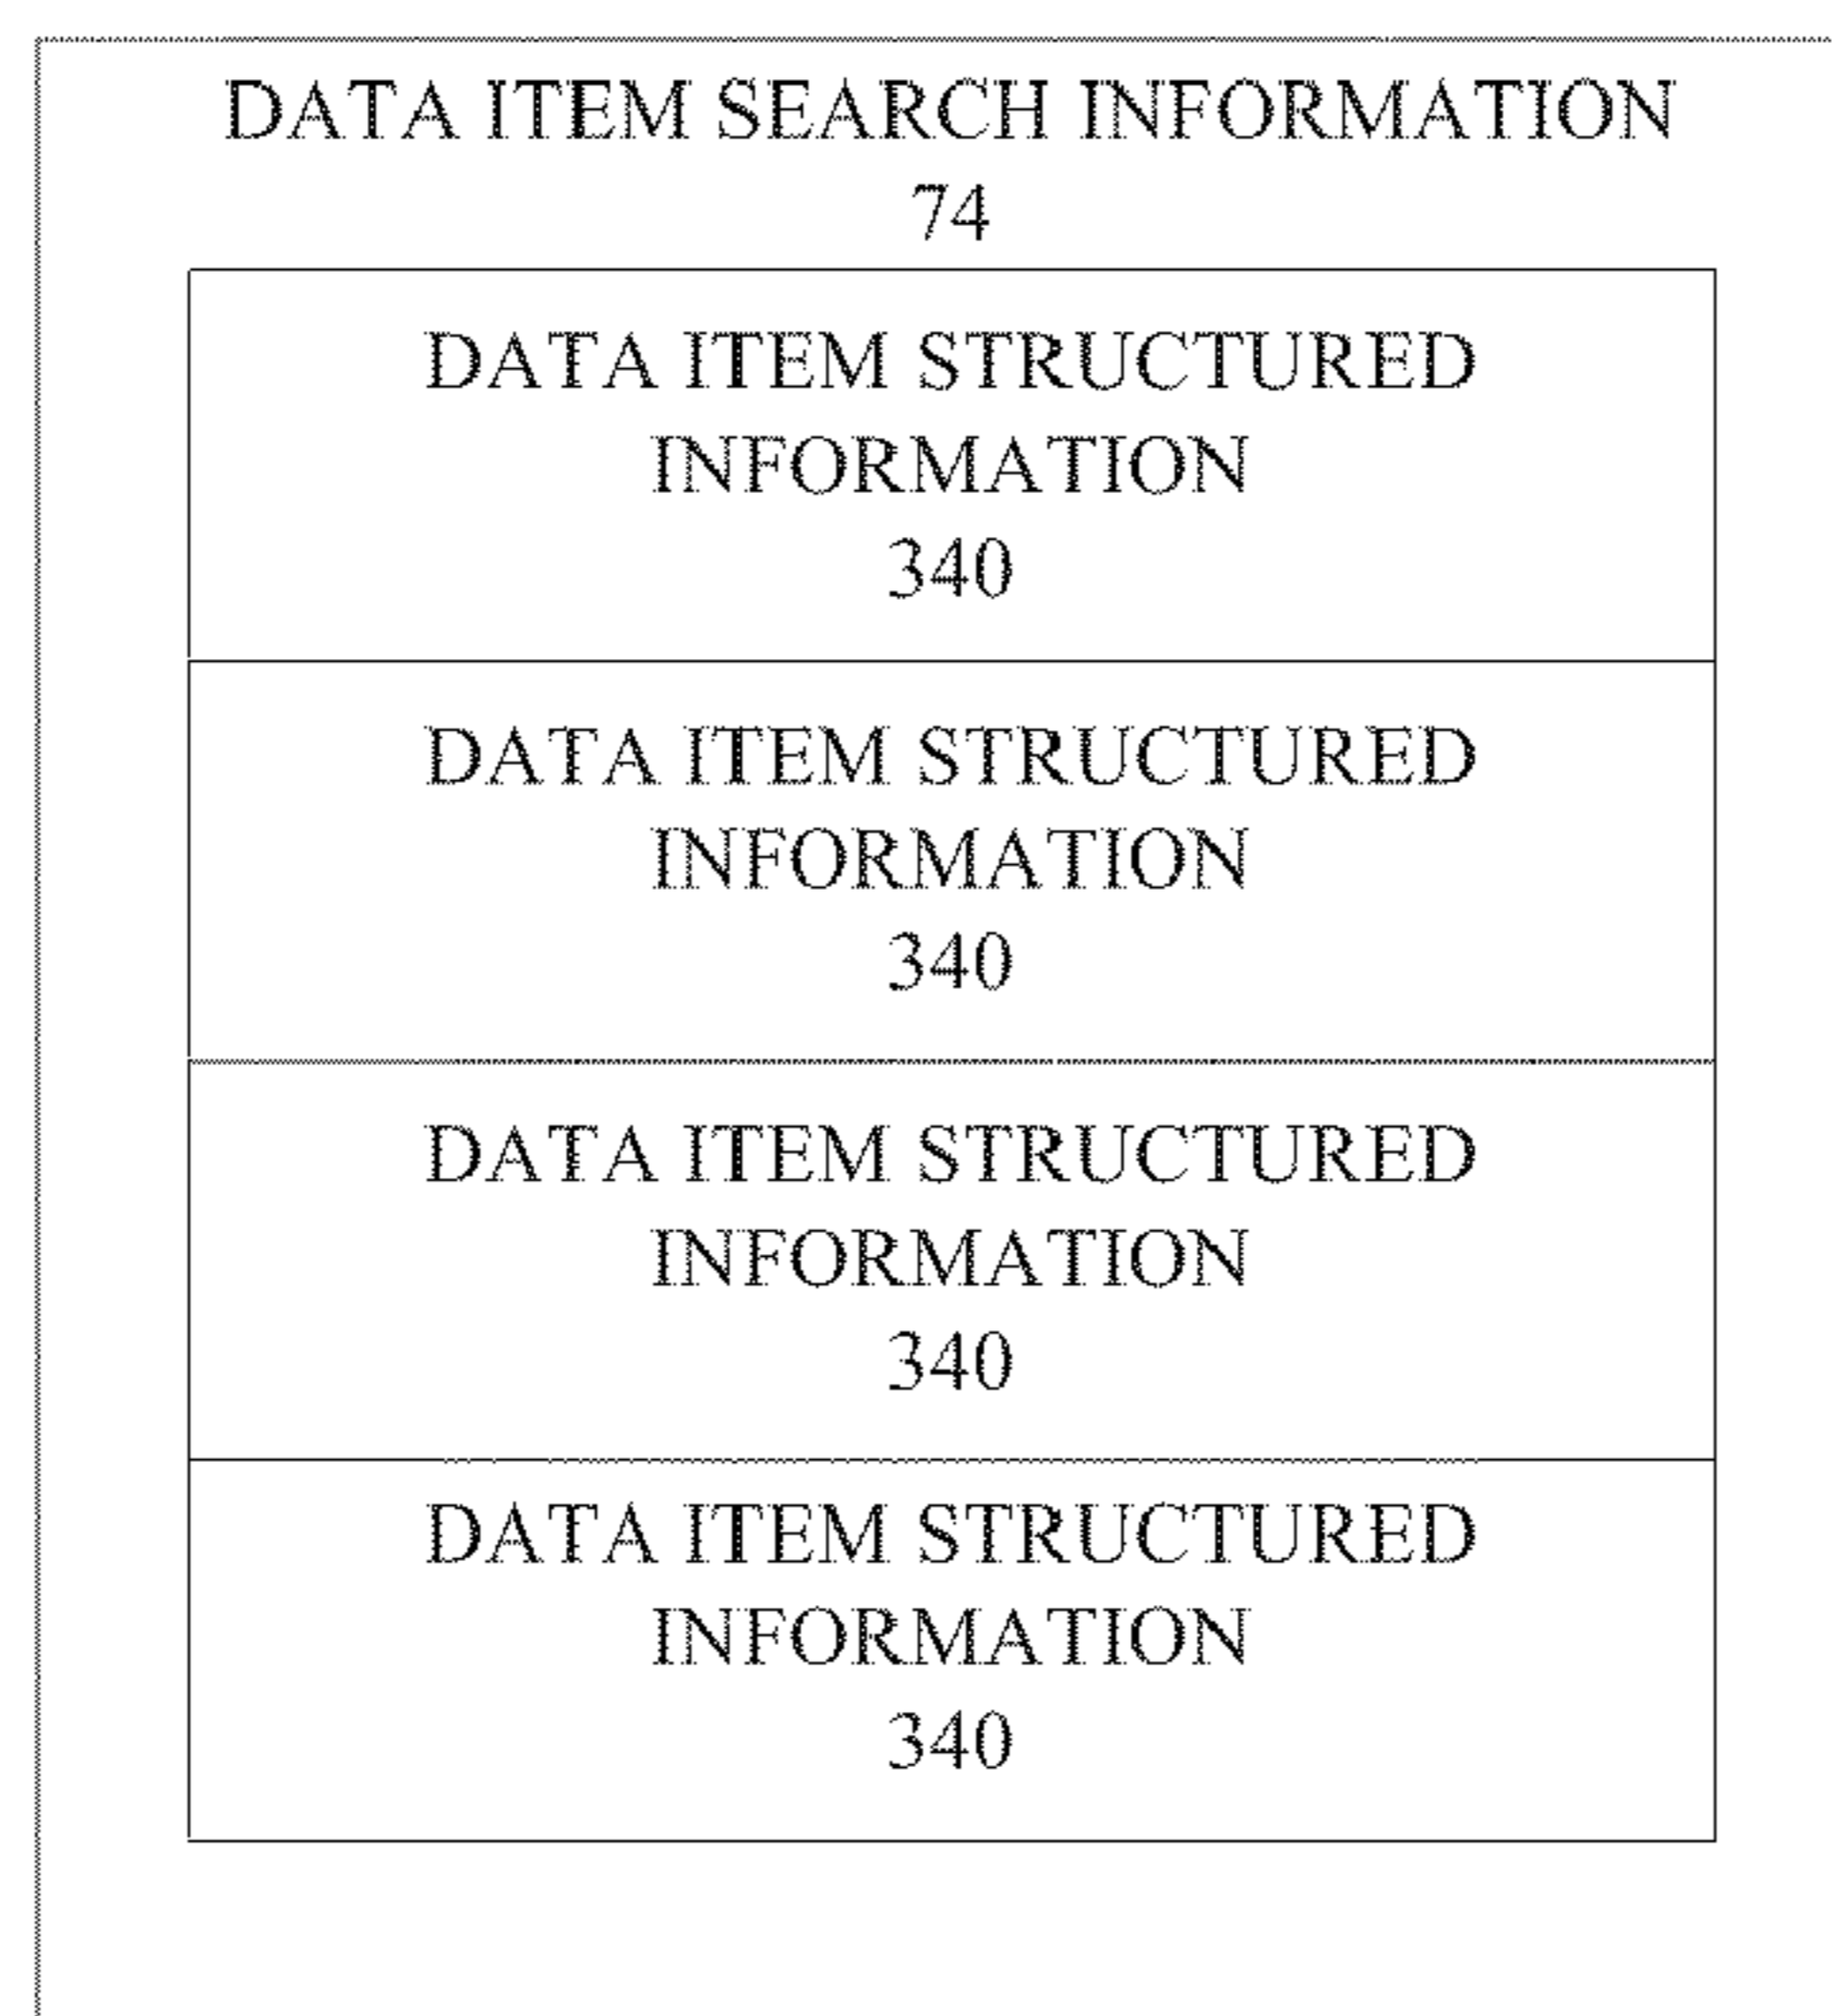 DATA ITEM SEARCH INFORMATION
74
DATA ITEM STRUCTURED
INFORMATION
340
DATA ITEM STRUCTURED
INFORMATION
340
DATA ITEM STRUCTURED
INFORMATION
340
DATA ITEM STRUCTURED
INFORMATION
340